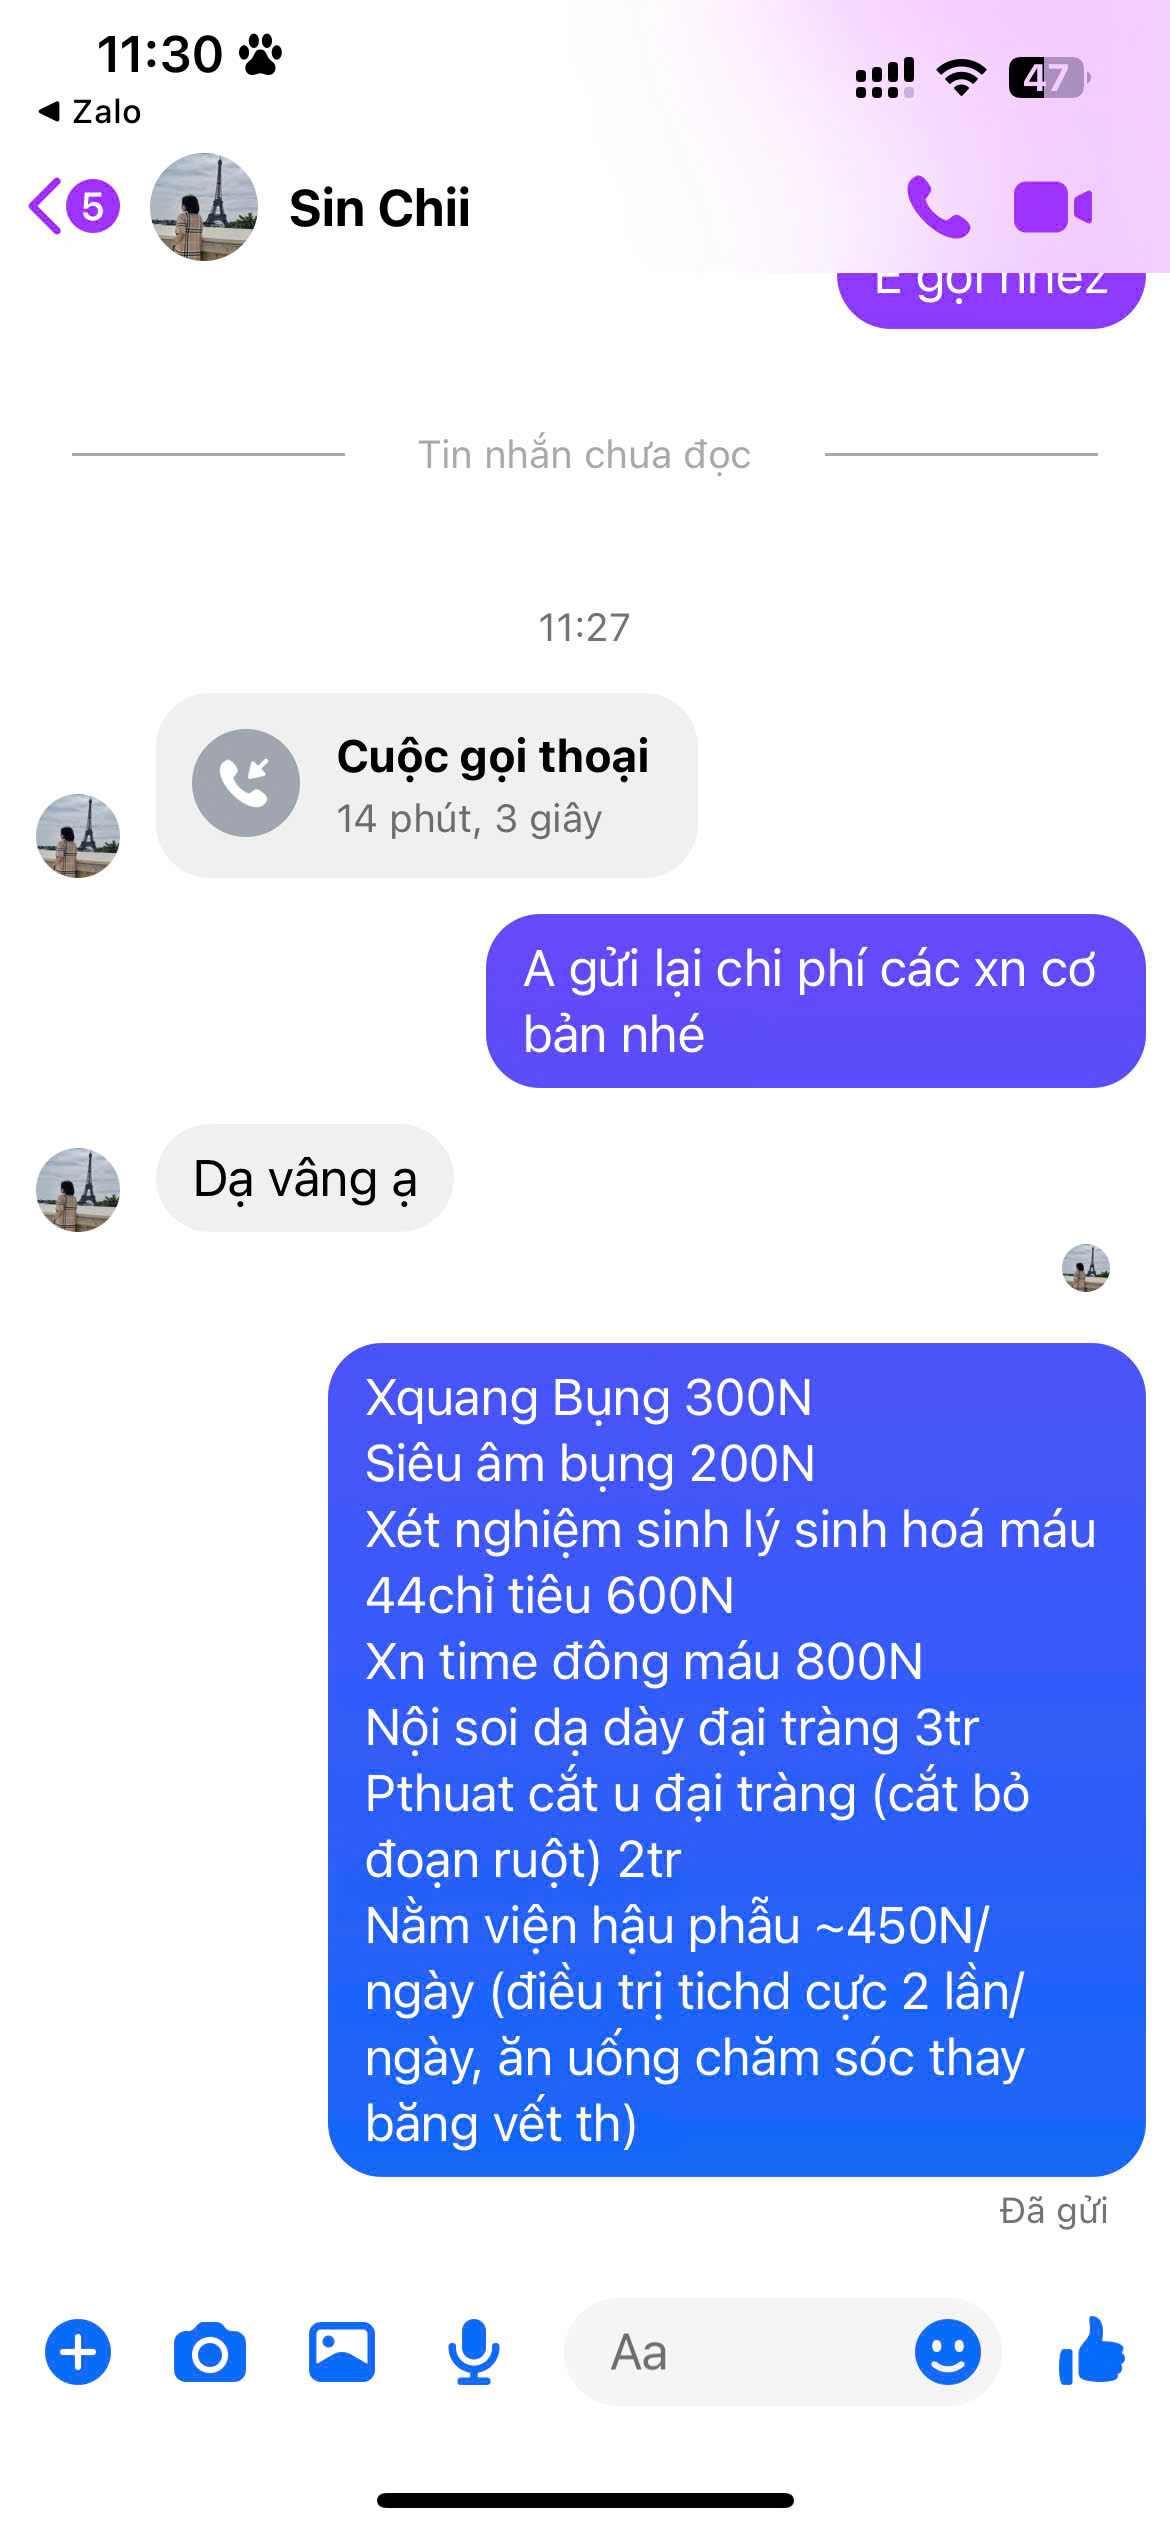 11:30
Zalo
5
Sin Chii
47
E gọi nhéz
Tin nhắn chưa đọc
11:27
Cuộc gọi thoại
14 phút, 3 giây
A gửi lại chi phí các xn cơ
bản nhé
Dạ vâng ạ
Xquang Bụng 300N
Siêu âm bụng 200N
Xét nghiệm sinh lý sinh hoá máu
44chỉ tiêu 600N
Xn time đông máu 800N
Nội soi dạ dày đại tràng 3tr
Pthuat cắt u đại tràng (cắt bỏ
đoạn ruột) 2tr
Nằm viện hậu phẫu ~450N/
ngày (điều trị tichd cực 2 lần/
ngày, ăn uống chăm sóc thay
băng vết th)
Đã gửi
Aa